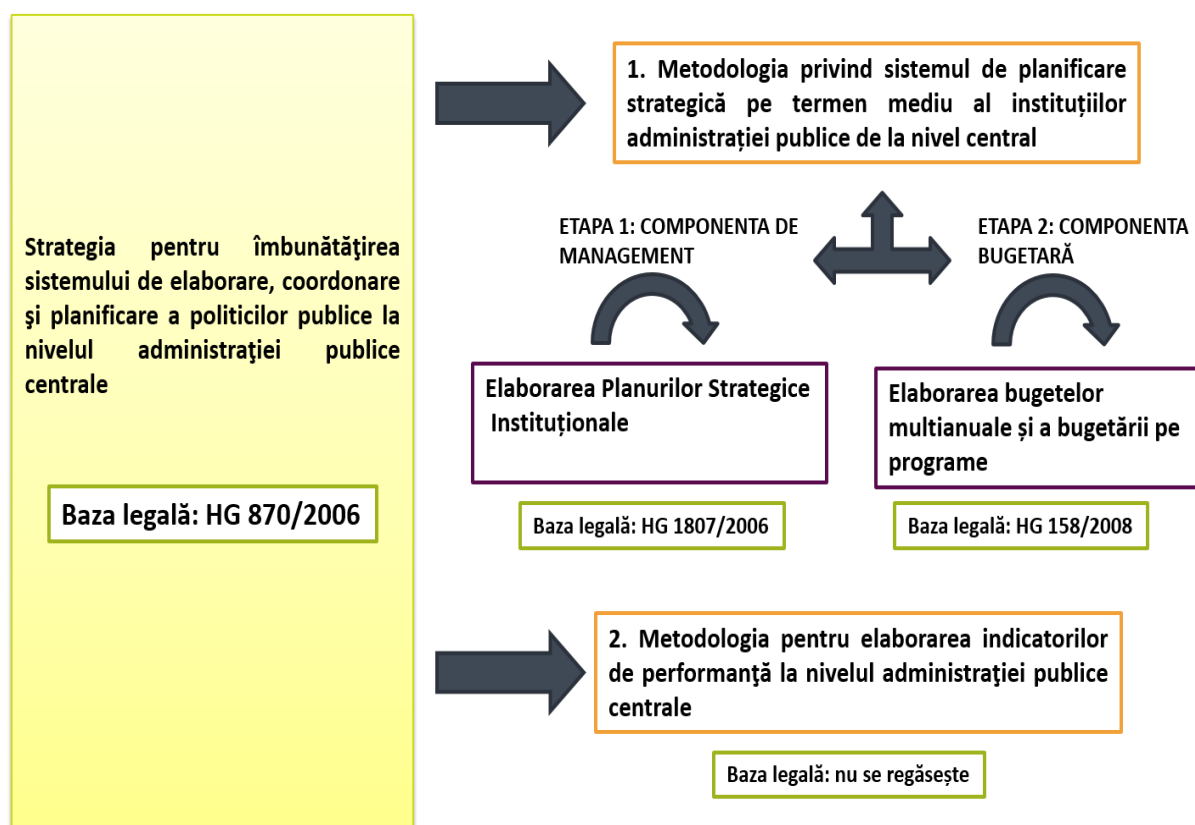 Strategia pentru îmbunătăţirea
sistemului de elaborare, coordonare
şi planificare a politicilor publice la
nivelul administraţiei publice
centrale
Baza legală: HG 870/2006
1. Metodologia privind sistemul de planificare
strategică pe termen mediu al instituțiilor
administrației publice de la nivel central
ETAPA 1: COMPONENTA DE
MANAGEMENT
ETAPA 2: COMPONENTA
BUGETARĂ
Elaborarea Planurilor Strategice
Instituționale
Elaborarea bugetelor
multianuale și a bugetării pe
programe
Baza legală: HG 1807/2006
Baza legală: HG 158/2008
2. Metodologia pentru elaborarea indicatorilor
de performanţă la nivelul administraţiei publice
centrale
Baza legală: nu se regăsește